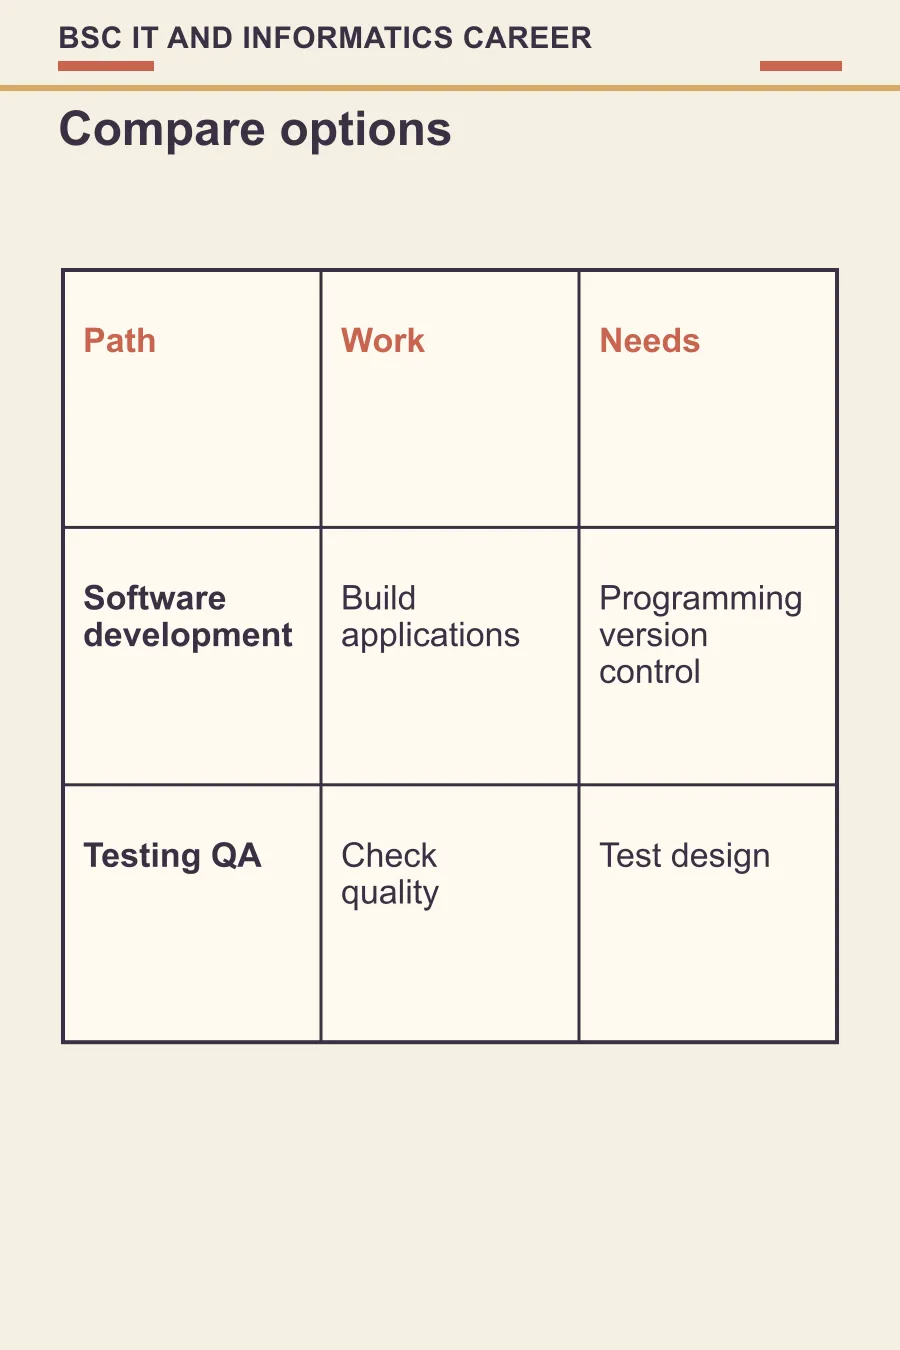 BSC IT AND INFORMATICS CAREER
Compare options
Path
Work
Needs
Software
development
Build
applications
Programming
version
control
Testing QA
Check
quality
Test design